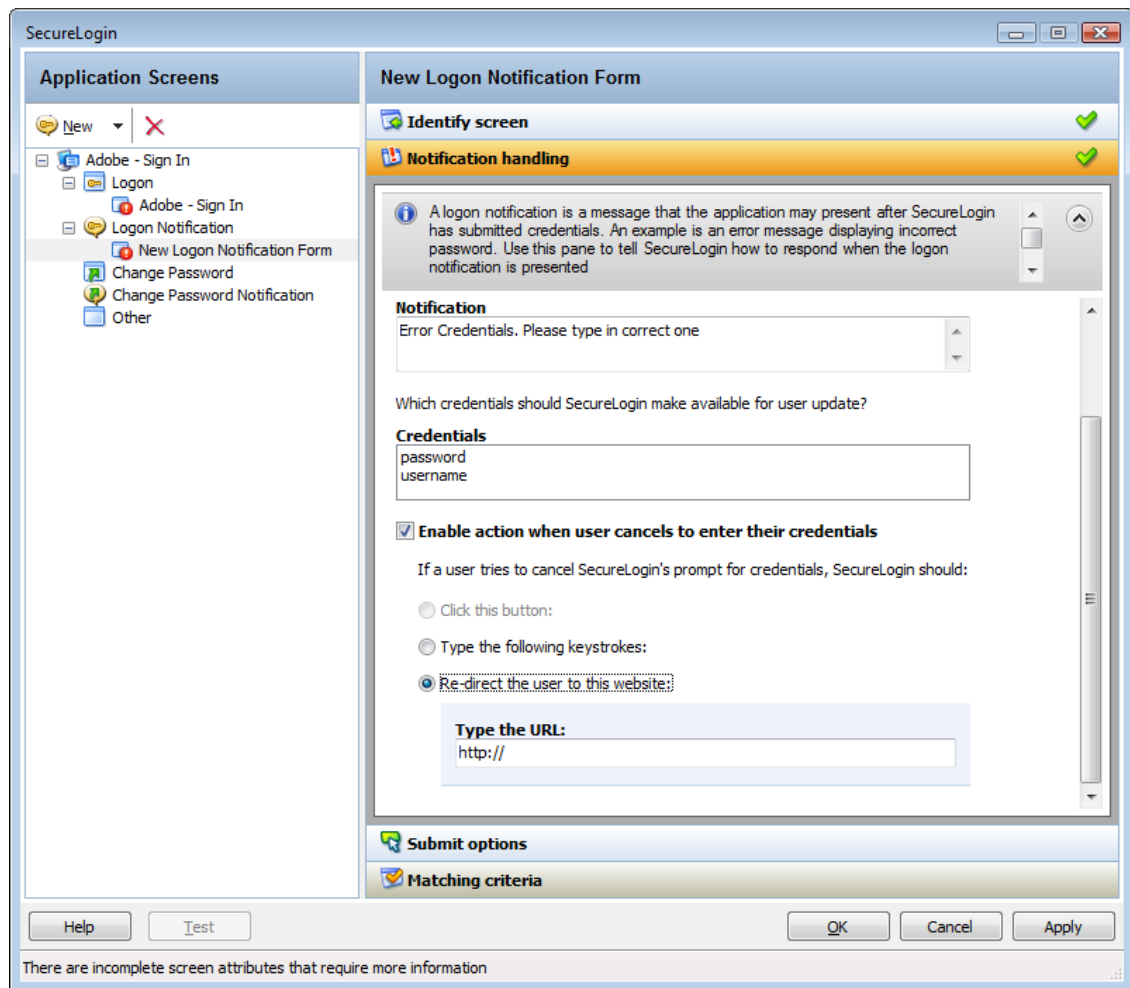 SecureLogin
Application Screens
New
Adobe - Sign In
Logon
Adobe - Sign In
Logon Notification
New Logon Notification Form
Change Password
Change Password Notification
Other
New Logon Notification Form
Identify screen
Notification handling
A logon notification is a message that the application may present after SecureLogin
has submitted credentials. An example is an error message displaying incorrect
password. Use this pane to tell SecureLogin how to respond when the logon
notification is presented
Notification
Error Credentials. Please type in correct one
Which credentials should SecureLogin make available for user update?
Credentials
password
username
Enable action when user cancels to enter their credentials
If a user tries to cancel SecureLogin's prompt for credentials, SecureLogin should:
Click this button:
Type the following keystrokes:
Re-direct the user to this website:
Type the URL:
http://
Submit options
Matching criteria
Help
Test
OK
Cancel
Apply
There are incomplete screen attributes that require more information